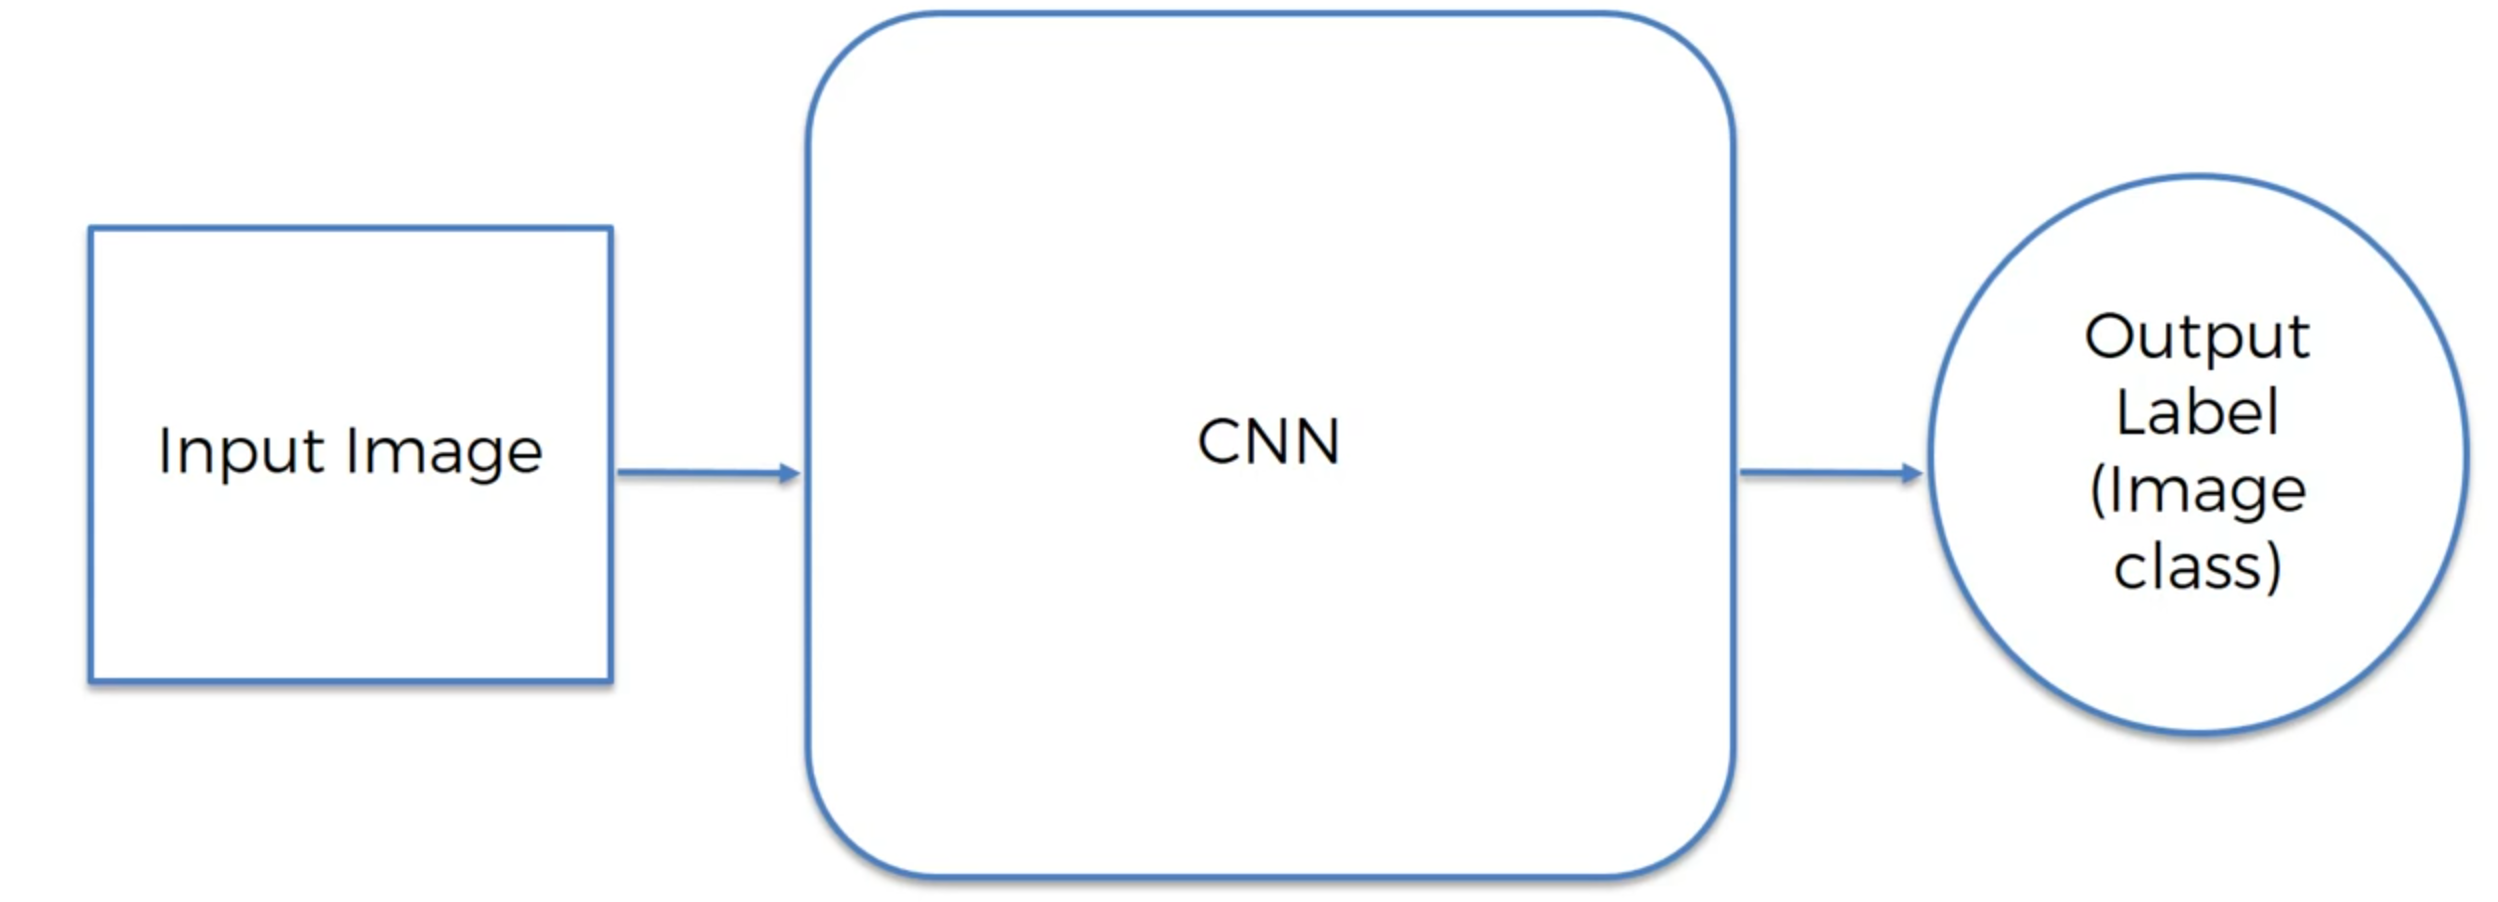 Input Image
CNN
Output
Label
(Image
class)